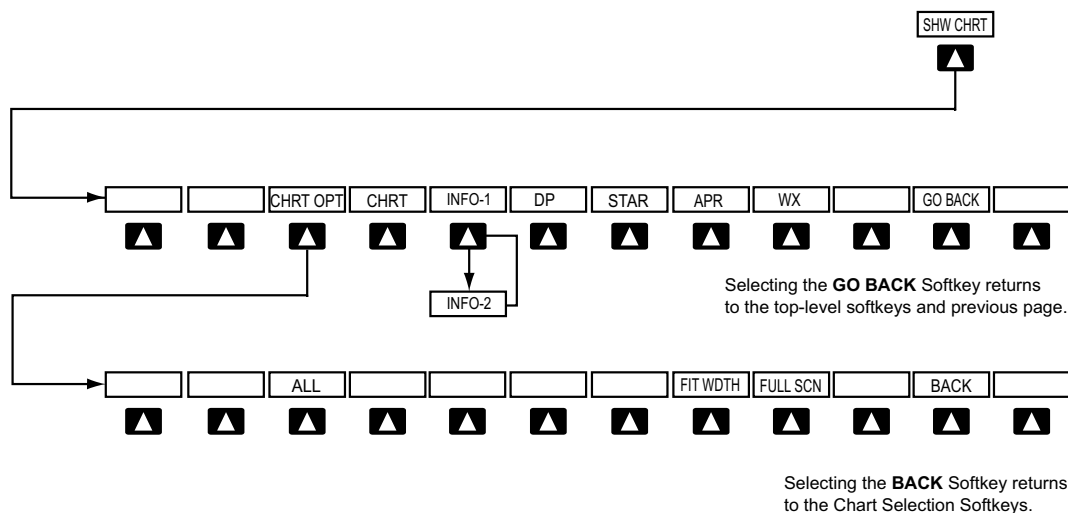 SHW CHRT
CHRT OPT CHRT INFO-1 DP STAR APR WX GO BACK
INFO-2
Selecting the GO BACK Softkey returns
to the top-level softkeys and previous page.
ALL FIT WDTH FULL SCN BACK
Selecting the BACK Softkey returns
to the Chart Selection Softkeys.